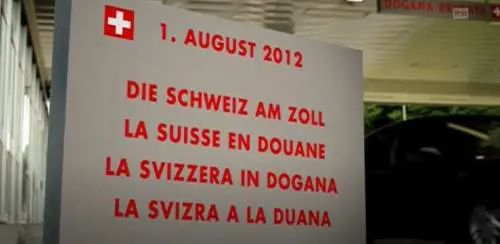 DOGANA
RSI
1. AUGUST 2012
DIE SCHWEIZ AM ZOLL
LA SUISSE EN DOUANE
LA SVIZZERA IN DOGANA
LA SVIZRA A LA DUANA